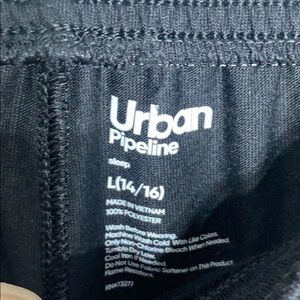 Urban
Pipeline
sleep
L(14/16)
MADE IN VIETNAM
100% POLYESTER
Wash Before Wearing.
Machine Wash Cold With Like Colors.
Only Non-Chlorine Bleach When Needed.
Tumble Dry Low.
Cool Iron If Needed.
Do Not Use Fabric Softener on This Product
Flame Resistant.
RN#73277